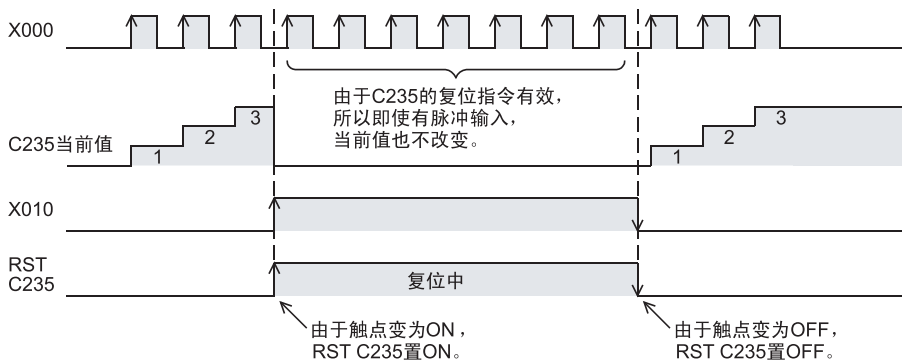 X000
由于C235的复位指令有效，
所以即使有脉冲输入，
当前值也不改变。
C235当前值
1
2
3
1
2
3
X010
RST
C235
复位中
由于触点变为ON，
RST C235置ON。
由于触点变为OFF，
RST C235置OFF。